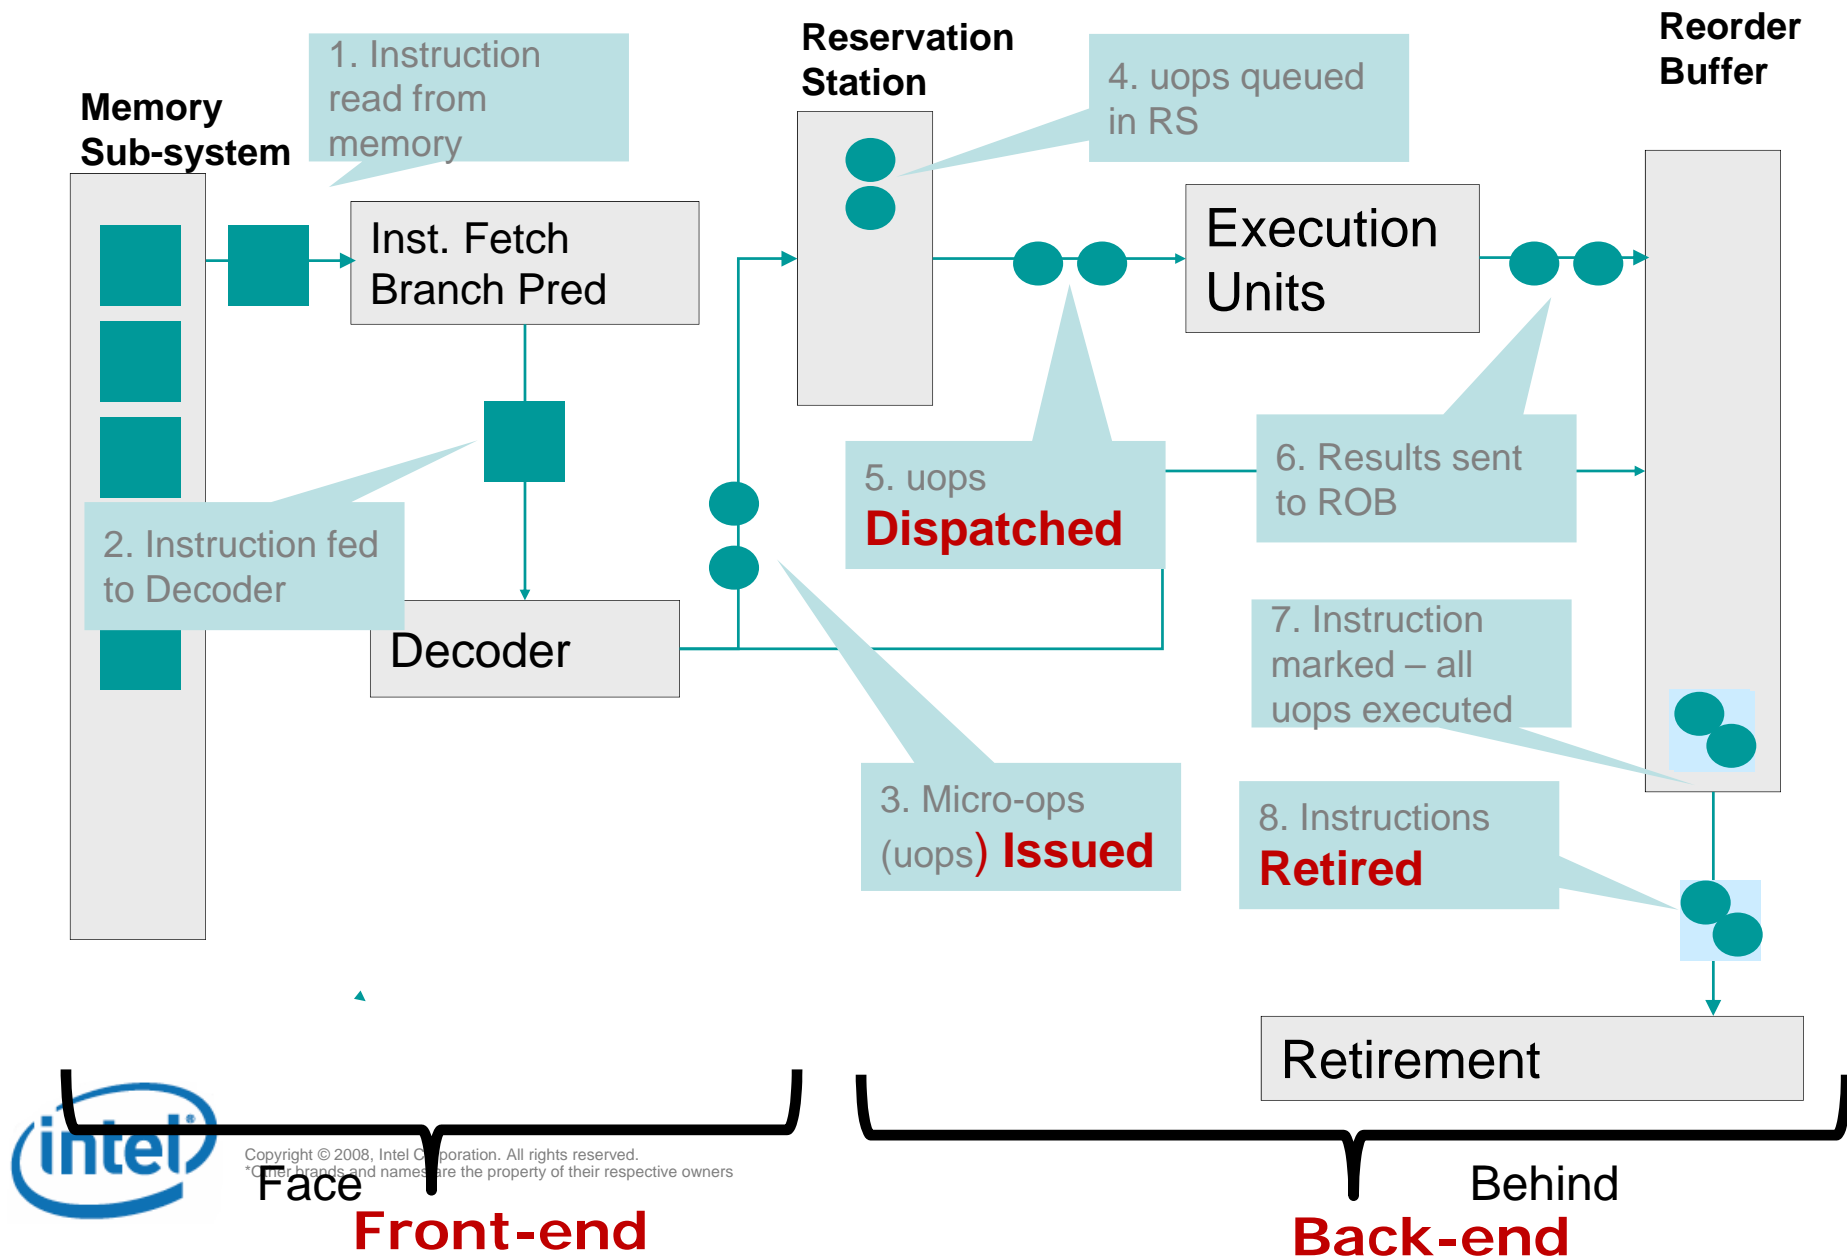 Memory
Sub-system
1. Instruction
read from
memory
Inst. Fetch
Branch Pred
2. Instruction fed
to Decoder
Decoder
3. Micro-ops
(uops) Issued
Reservation
Station
4. uops queued
in RS
5. uops
Dispatched
Execution
Units
6. Results sent
to ROB
Reorder
Buffer
7. Instruction
marked – all
uops executed
8. Instructions
Retired
Retirement
intel®
Copyright © 2008, Intel Corporation. All rights reserved.
*Other brands and names are the property of their respective owners
Face
Front-end
Behind
Back-end